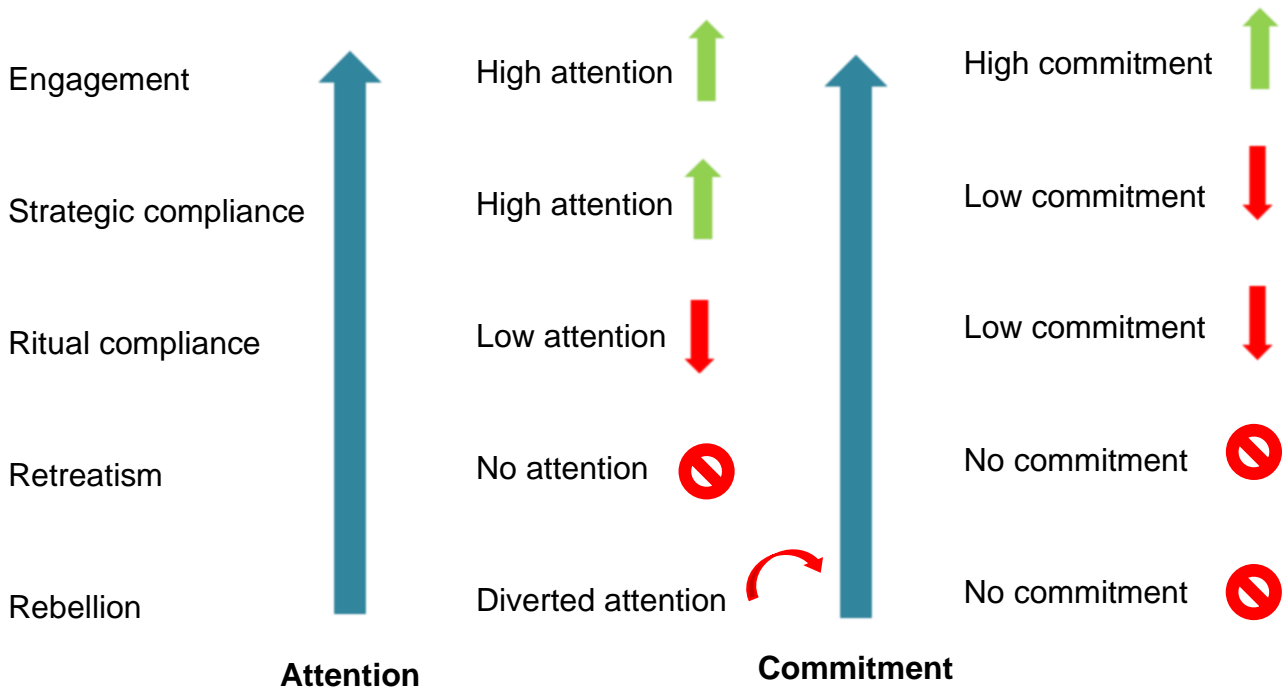 Engagement
High attention
High commitment
Strategic compliance
High attention
Low commitment
Ritual compliance
Low attention
Low commitment
Retreatism
No attention
No commitment
Rebellion
Diverted attention
No commitment
Attention
Commitment